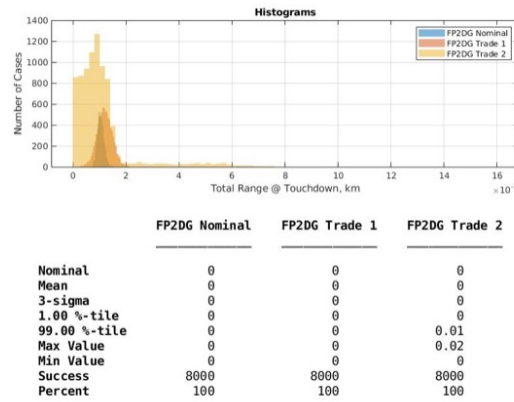 Histograms
1400
1200
1000
800
600
400
200
0
Number of Cases
FP2DG Nominal
FP2DG Trade 1
FP2DG Trade 2
0 2 4 6 8 10 12 14 16
Total Range @ Touchdown, km
FP2DG Nominal FP2DG Trade 1 FP2DG Trade 2
Nominal 0 0 0
Mean 0 0 0
3-sigma 0 0 0
1.00 %-tile 0 0 0
99.00 %-tile 0 0 0.01
Max Value 0 0 0.02
Min Value 0 0 0
Success 8000 8000 8000
Percent 100 100 100